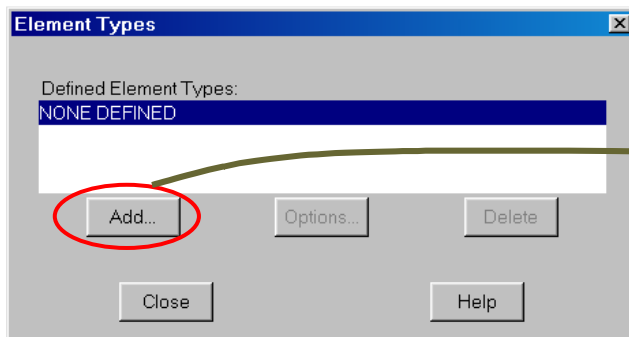 Element Types
Defined Element Types:
NONE DEFINED
Add... Options... Delete
Close Help